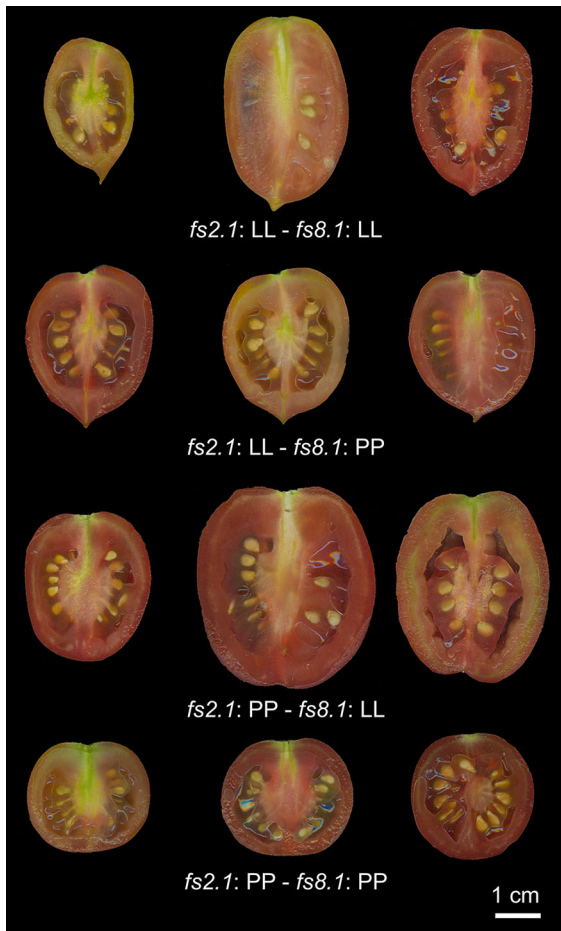 fs2.1: LL - fs8.1: LL
fs2.1: LL - fs8.1: PP
fs2.1: PP - fs8.1: LL
fs2.1: PP - fs8.1: PP
1 cm